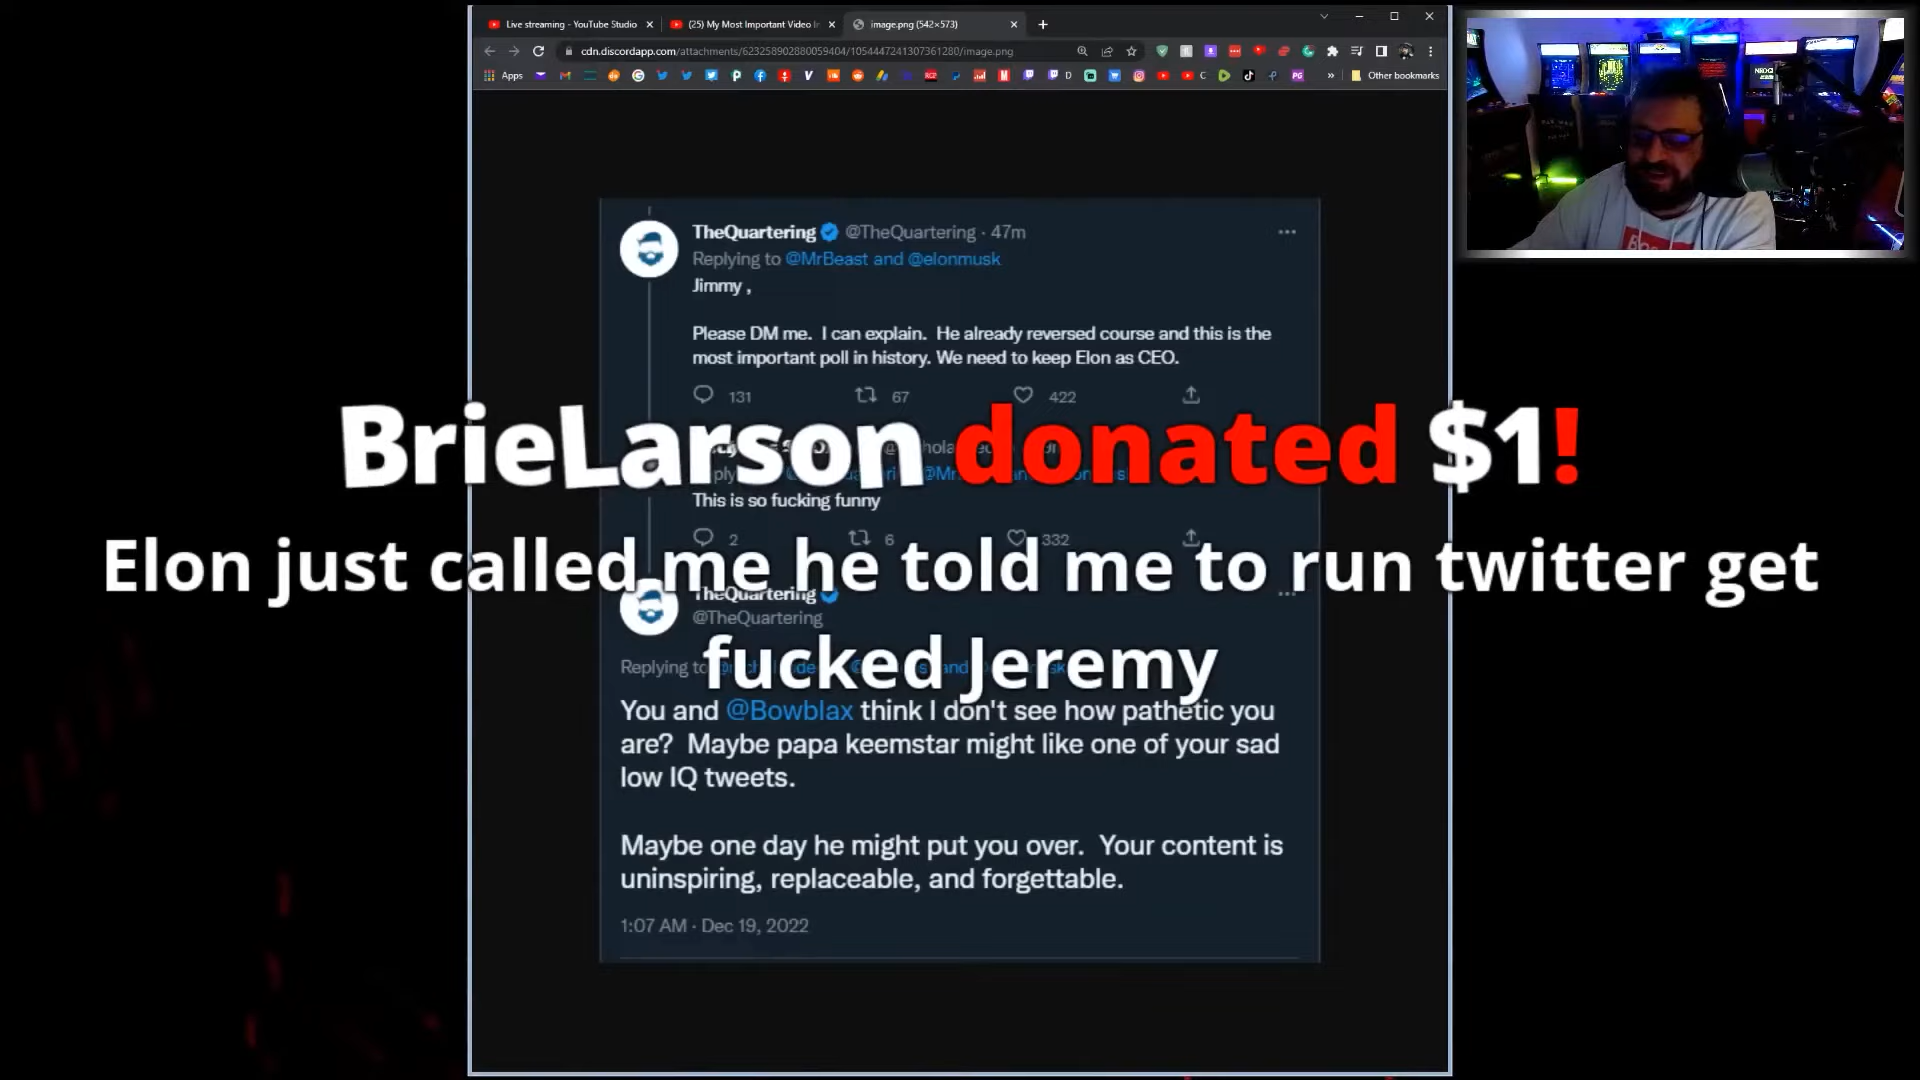 Live streaming - YouTube Studio
(25) My Most Important Video I
image.png (542×573)
cdn.discordapp.com/attachments/623258902880059404/1054447241307361280/image.png
Apps
Other bookmarks
TheQuartering @TheQuartering · 47m
Replying to @MrBeast and @elonmusk
Jimmy ,
Please DM me. I can explain. He already reversed course and this is the
most important poll in history. We need to keep Elon as CEO.
131 67 422
BrieLarson donated $1!
This is so fucking funny
2 6 332
Elon just called me he told me to run twitter get
fucked Jeremy
TheQuartering
@TheQuartering
Replying to
You and @Bowblax think I don't see how pathetic you
are? Maybe papa keemstar might like one of your sad
low IQ tweets.
Maybe one day he might put you over. Your content is
uninspiring, replaceable, and forgettable.
1:07 AM · Dec 19, 2022